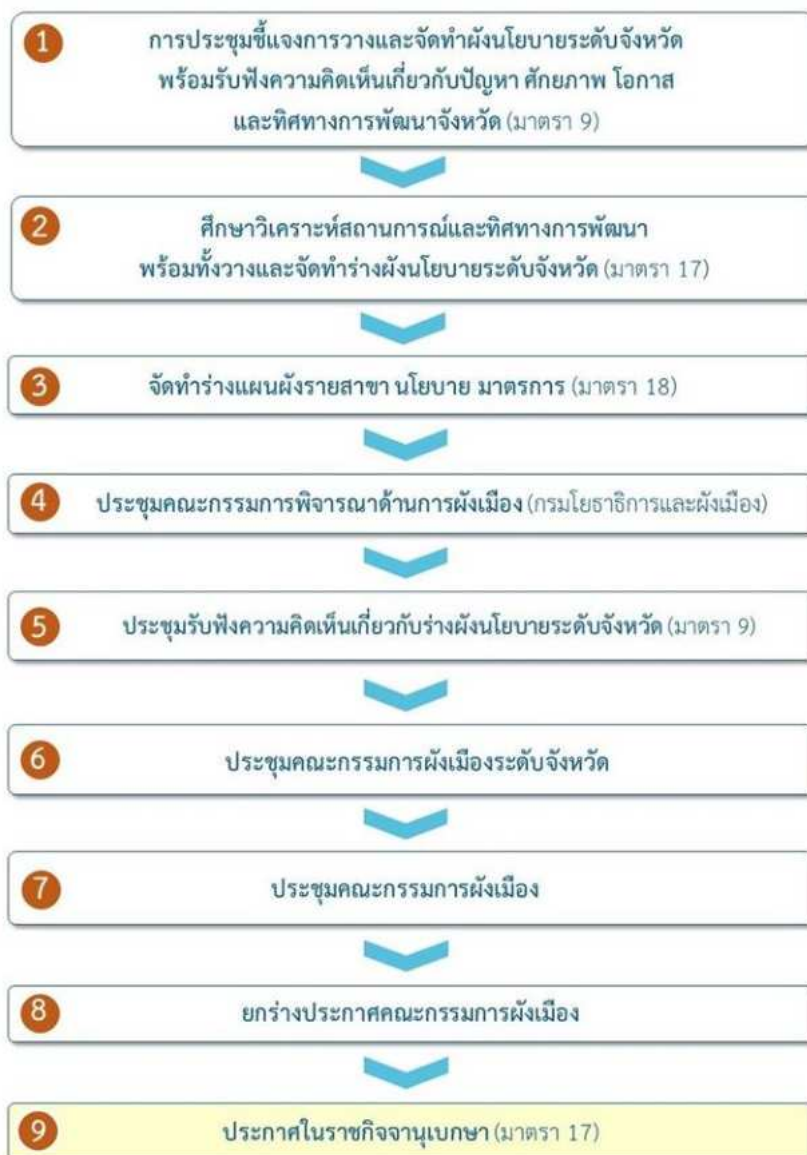 1 การประชุมชี้แจงการวางและจัดทำผังนโยบายระดับจังหวัด
พร้อมรับฟังความคิดเห็นเกี่ยวกับปัญหา ศักยภาพ โอกาส
และทิศทางการพัฒนาจังหวัด (มาตรา 9)
2 ศึกษาวิเคราะห์สถานการณ์และทิศทางการพัฒนา
พร้อมทั้งวางและจัดทำร่างผังนโยบายระดับจังหวัด (มาตรา 17)
3 จัดทำร่างแผนผังรายสาขา นโยบาย มาตรการ (มาตรา 18)
4 ประชุมคณะกรรมการพิจารณาด้านการผังเมือง (กรมโยธาธิการและผังเมือง)
5 ประชุมรับฟังความคิดเห็นเกี่ยวกับร่างผังนโยบายระดับจังหวัด (มาตรา 9)
6 ประชุมคณะกรรมการผังเมืองระดับจังหวัด
7 ประชุมคณะกรรมการผังเมือง
8 ยกร่างประกาศคณะกรรมการผังเมือง
9 ประกาศในราชกิจจานุเบกษา (มาตรา 17)